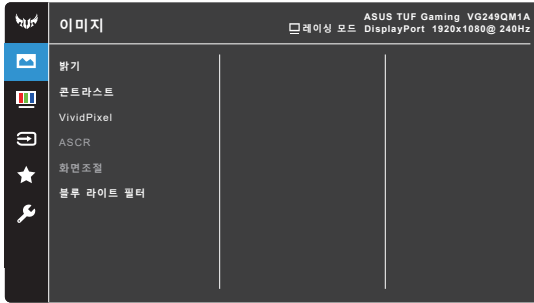 이미지
레이싱 모드
ASUS TUF Gaming VG249QM1A
DisplayPort 1920x1080@ 240Hz
밝기
콘트라스트
VividPixel
ASCR
화면조절
블루 라이트 필터